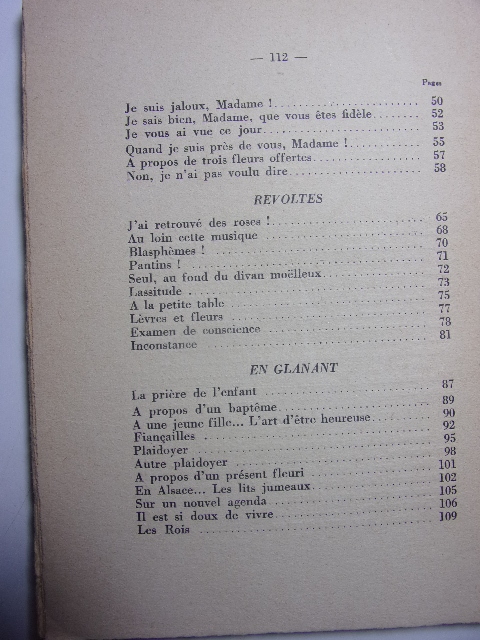 — 112 —
Pages
Je suis jaloux, Madame ! 50
Je sais bien, Madame, que vous êtes fidèle 52
Je vous ai vue ce jour 53
Quand je suis près de vous, Madame ! 55
A propos de trois fleurs offertes 57
Non, je n'ai pas voulu dire 58
REVOLTES
J'ai retrouvé des roses ! 65
Au loin cette musique 68
Blasphèmes ! 70
Pantins ! 71
Seul, au fond du divan moëlleux 72
Lassitude 73
A la petite table 75
Lèvres et fleurs 77
Examen de conscience 78
Inconstance 81
EN GLANANT
La prière de l'enfant 87
A propos d'un baptême 89
A une jeune fille... L'art d'être heureuse 90
Fiançailles 92
Plaidoyer 95
Autre plaidoyer 98
A propos d'un présent fleuri 101
En Alsace... Les lits jumeaux 102
Sur un nouvel agenda 105
Il est si doux de vivre 106
Les Rois 109